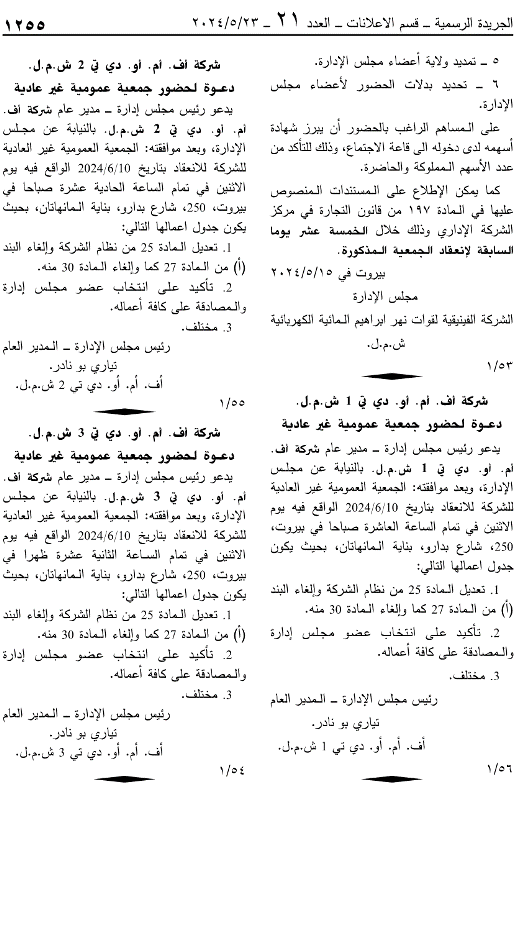 الجريدة الرسمية ــ قسم الاعلانات ــ العدد ٢١ ــ ٢٠٢٤/٥/٢٣
١٢٥٥
٥ ــ تمديد ولاية أعضاء مجلس الإدارة.
٦ ــ تحديد بدلات الحضور لأعضاء مجلس
الإدارة.
على المساهم الراغب بالحضور أن يبرز شهادة
أسهمه لدى دخوله الى قاعة الاجتماع، وذلك للتأكد من
عدد الأسهم المملوكة والحاضرة.
كما يمكن الإطلاع على المستندات المنصوص
عليها في المادة ١٩٧ من قانون التجارة في مركز
الشركة الإداري وذلك خلال الخمسة عشر يوما
السابقة لإنعقاد الجمعية المذكورة.
بيروت في ٢٠٢٤/٥/١٥
مجلس الإدارة
الشركة الفينيقية لقوات نهر ابراهيم المائية الكهربائية
ش.م.ل.
١/٥٣
شركة أف. أم. أو. دي تي 1 ش.م.ل.
دعوة لحضور جمعية عمومية غير عادية
يدعو رئيس مجلس إدارة ــ مدير عام شركة أف.
أم. أو. دي تي 1 ش.م.ل. بالنيابة عن مجلس
الإدارة، وبعد موافقته: الجمعية العمومية غير العادية
للشركة للانعقاد بتاريخ 2024/6/10 الواقع فيه يوم
الاثنين في تمام الساعة العاشرة صباحا في بيروت،
250، شارع بدارو، بناية المانهاتان، بحيث يكون
جدول اعمالها التالي:
1. تعديل المادة 25 من نظام الشركة وإلغاء البند
(أ) من المادة 27 كما وإلغاء المادة 30 منه.
2. تأكيد على انتخاب عضو مجلس إدارة
والمصادقة على كافة أعماله.
3. مختلف.
رئيس مجلس الإدارة ــ المدير العام
تياري بو نادر.
أف. أم. أو. دي تي 1 ش.م.ل.
١/٥٦
شركة أف. أم. أو. دي تي 2 ش.م.ل.
دعوة لحضور جمعية عمومية غير عادية
يدعو رئيس مجلس إدارة ــ مدير عام شركة أف.
أم. أو. دي تي 2 ش.م.ل. بالنيابة عن مجلس
الإدارة، وبعد موافقته: الجمعية العمومية غير العادية
للشركة للانعقاد بتاريخ 2024/6/10 الواقع فيه يوم
الاثنين في تمام الساعة الحادية عشرة صباحا في
بيروت، 250، شارع بدارو، بناية المانهاتان، بحيث
يكون جدول اعمالها التالي:
1. تعديل المادة 25 من نظام الشركة وإلغاء البند
(أ) من المادة 27 كما وإلغاء المادة 30 منه.
2. تأكيد على انتخاب عضو مجلس إدارة
والمصادقة على كافة أعماله.
3. مختلف.
رئيس مجلس الإدارة ــ المدير العام
تياري بو نادر.
أف. أم. أو. دي تي 2 ش.م.ل.
١/٥٥
شركة أف. أم. أو. دي تي 3 ش.م.ل.
دعوة لحضور جمعية عمومية غير عادية
يدعو رئيس مجلس إدارة ــ مدير عام شركة أف.
أم. أو. دي تي 3 ش.م.ل. بالنيابة عن مجلس
الإدارة، وبعد موافقته: الجمعية العمومية غير العادية
للشركة للانعقاد بتاريخ 2024/6/10 الواقع فيه يوم
الاثنين في تمام الساعة الثانية عشرة ظهرا في
بيروت، 250، شارع بدارو، بناية المانهاتان، بحيث
يكون جدول اعمالها التالي:
1. تعديل المادة 25 من نظام الشركة وإلغاء البند
(أ) من المادة 27 كما وإلغاء المادة 30 منه.
2. تأكيد على انتخاب عضو مجلس إدارة
والمصادقة على كافة أعماله.
3. مختلف.
رئيس مجلس الإدارة ــ المدير العام
تياري بو نادر.
أف. أم. أو. دي تي 3 ش.م.ل.
١/٥٤